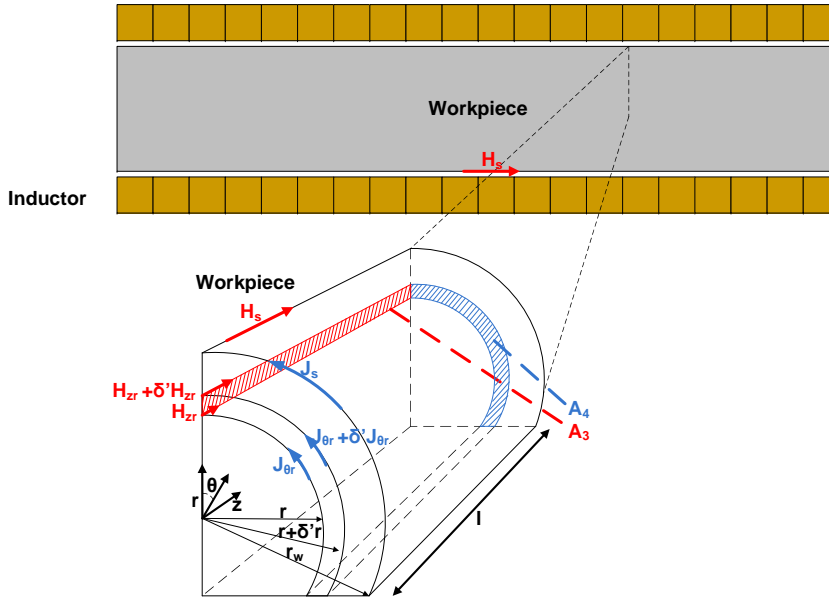 Workpiece
Hs
Inductor
Workpiece
Hs
Js
Hzr +δ'Hzr
Hzr
A4
A3
Jθr +δ'Jθr
Jθr
θ
r
z
r
l
r+δ'r
rw